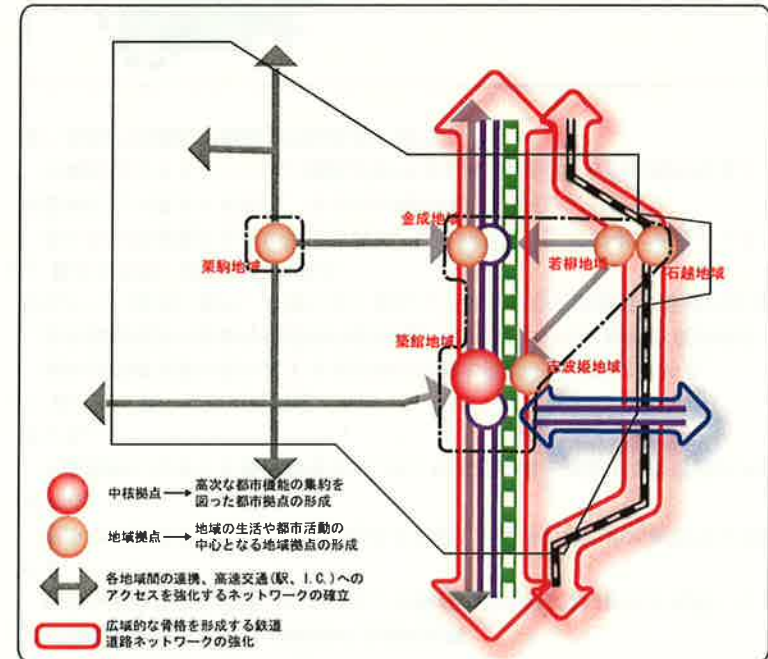 金成地域
栗駒地域
若柳地域
石越地域
築館地域
志波姫地域
中核拠点
高次な都市機能の集約を
図った都市拠点の形成
地域拠点
地域の生活や都市活動の
中心となる地域拠点の形成
各地域間の連携、高速交通(駅、I.C.)への
アクセスを強化するネットワークの確立
広域的な骨格を形成する鉄道
道路ネットワークの強化